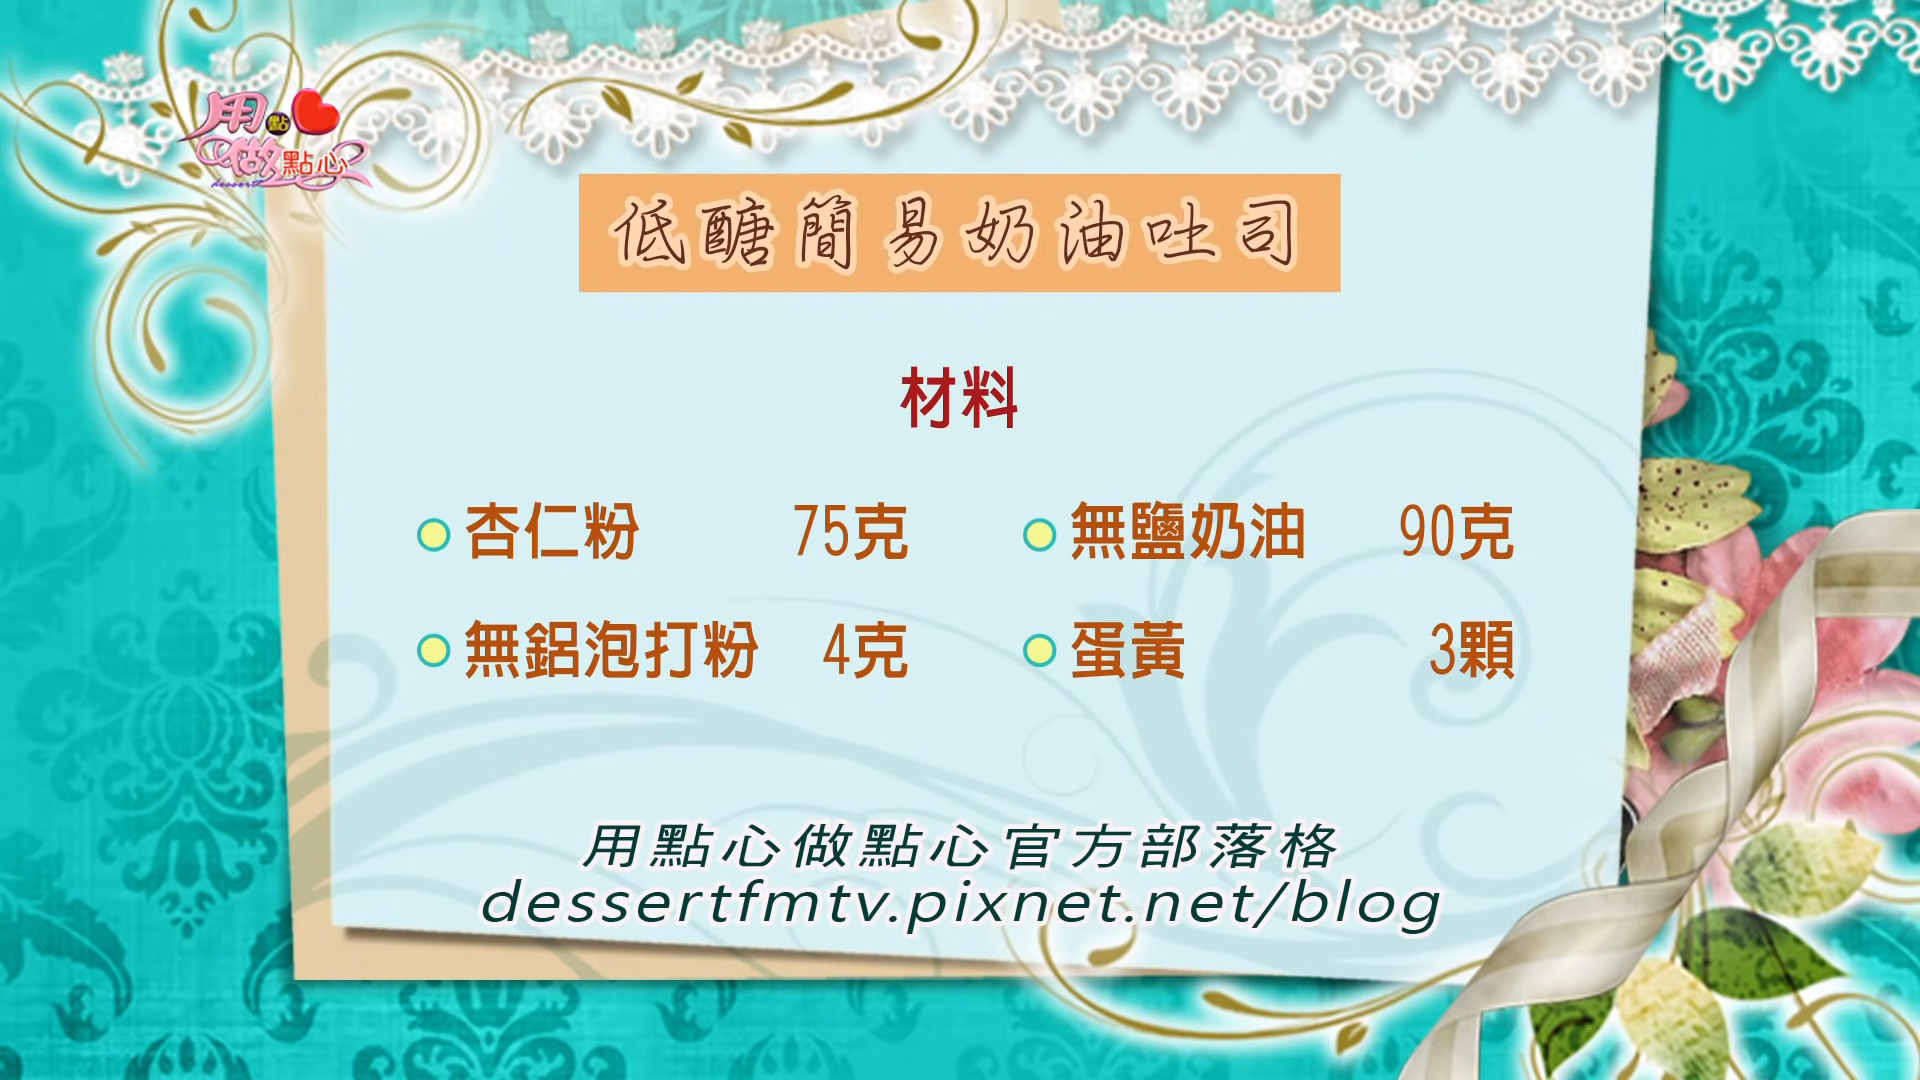 用點心
做點心
dessert
低醣簡易奶油吐司
材料
杏仁粉 75克
無鹽奶油 90克
無鋁泡打粉 4克
蛋黃 3顆
用點心做點心官方部落格
dessertfmtv.pixnet.net/blog